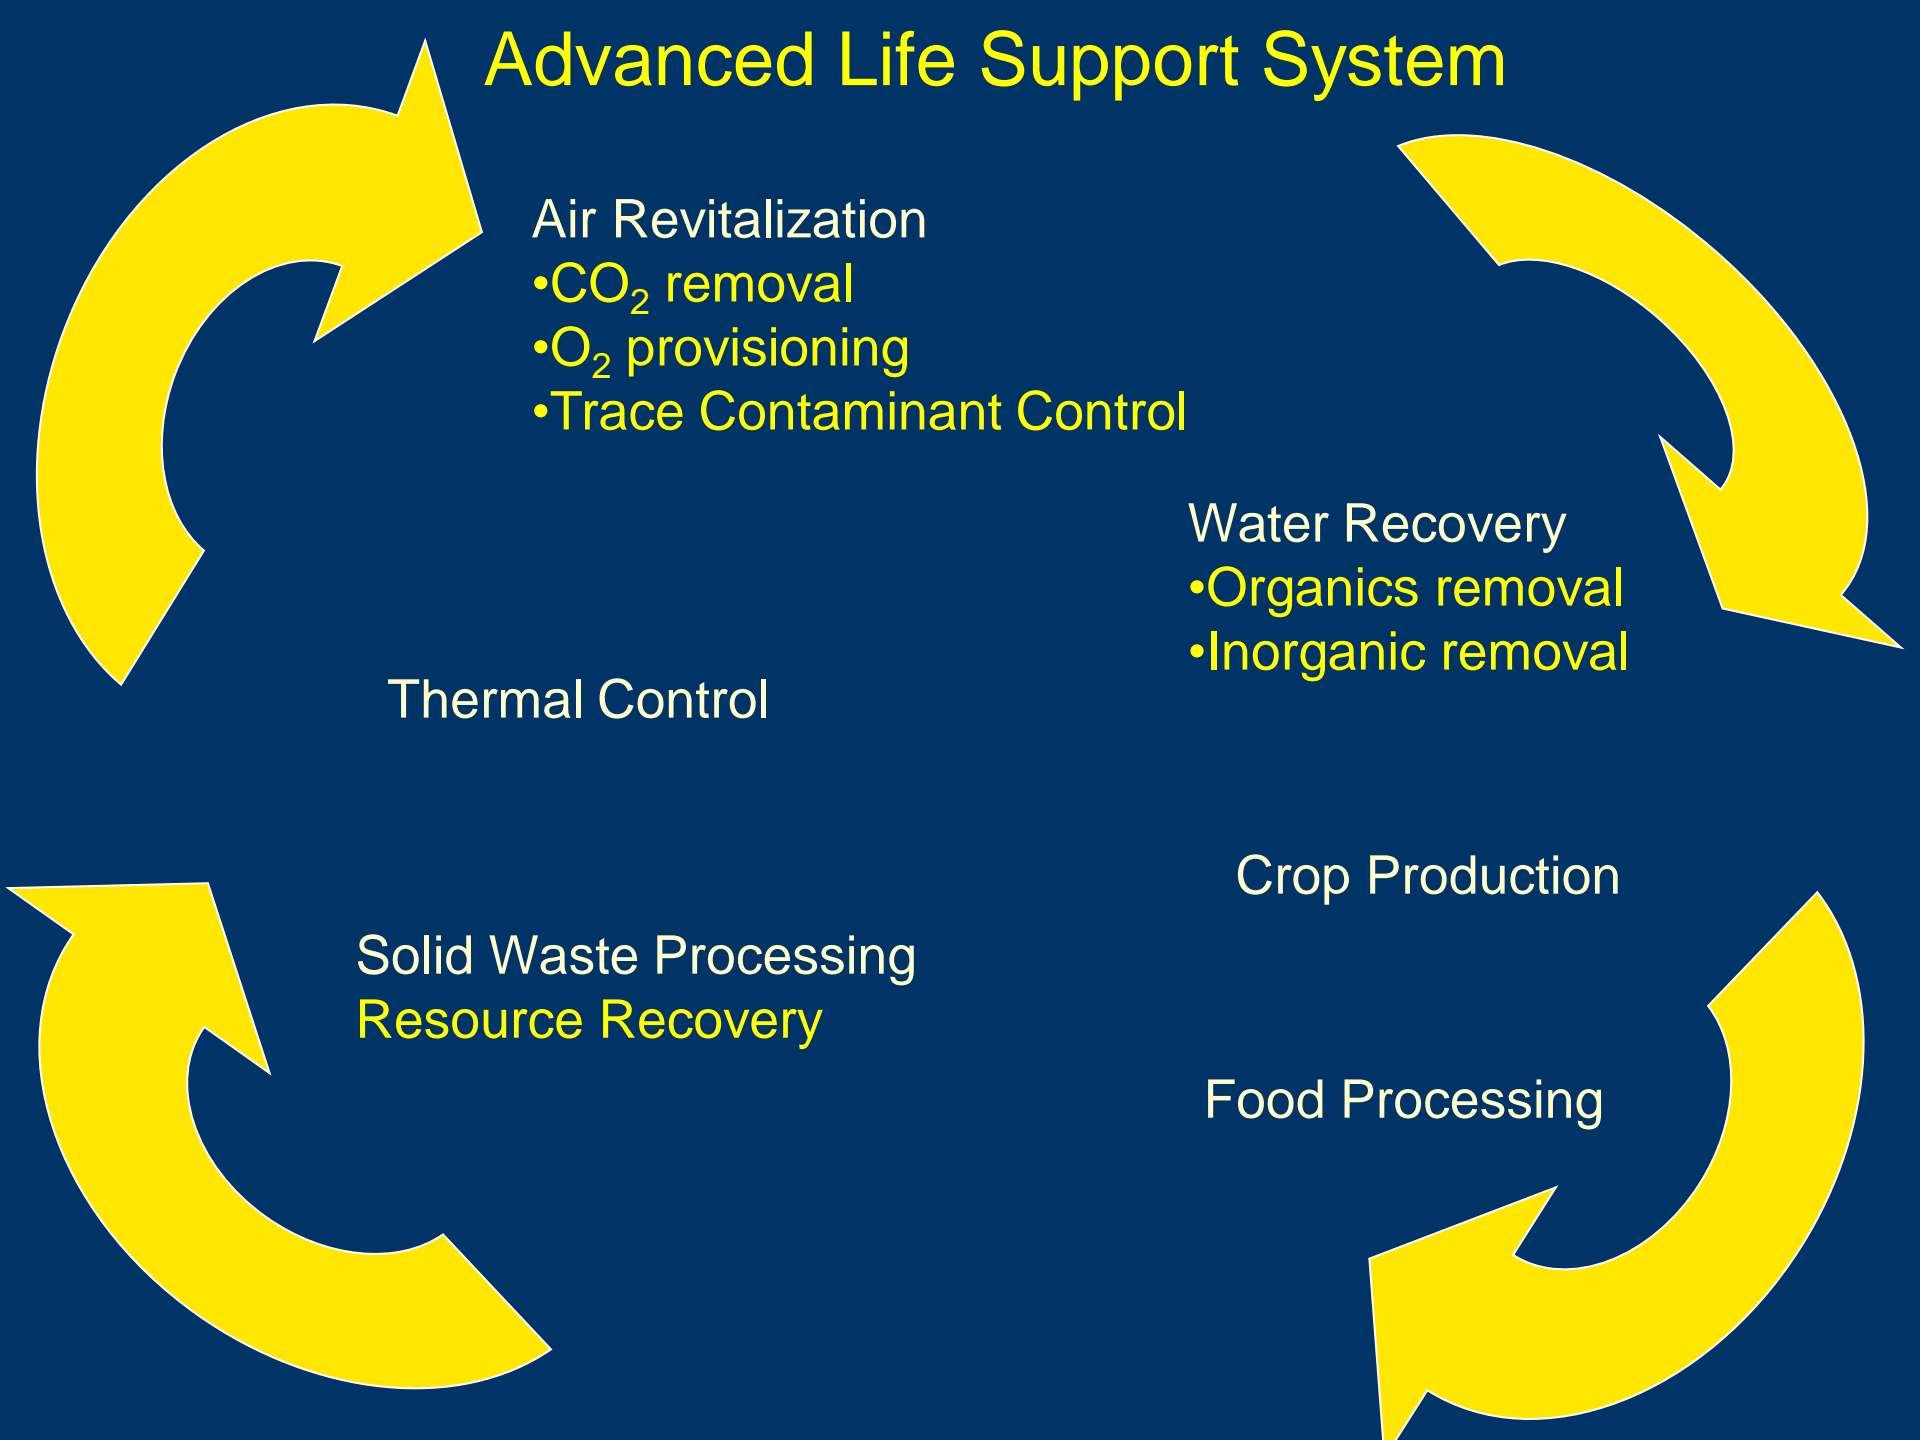 Advanced Life Support System
Air Revitalization
•CO₂ removal
•O₂ provisioning
•Trace Contaminant Control
Water Recovery
•Organics removal
•Inorganic removal
Thermal Control
Crop Production
Solid Waste Processing
Resource Recovery
Food Processing